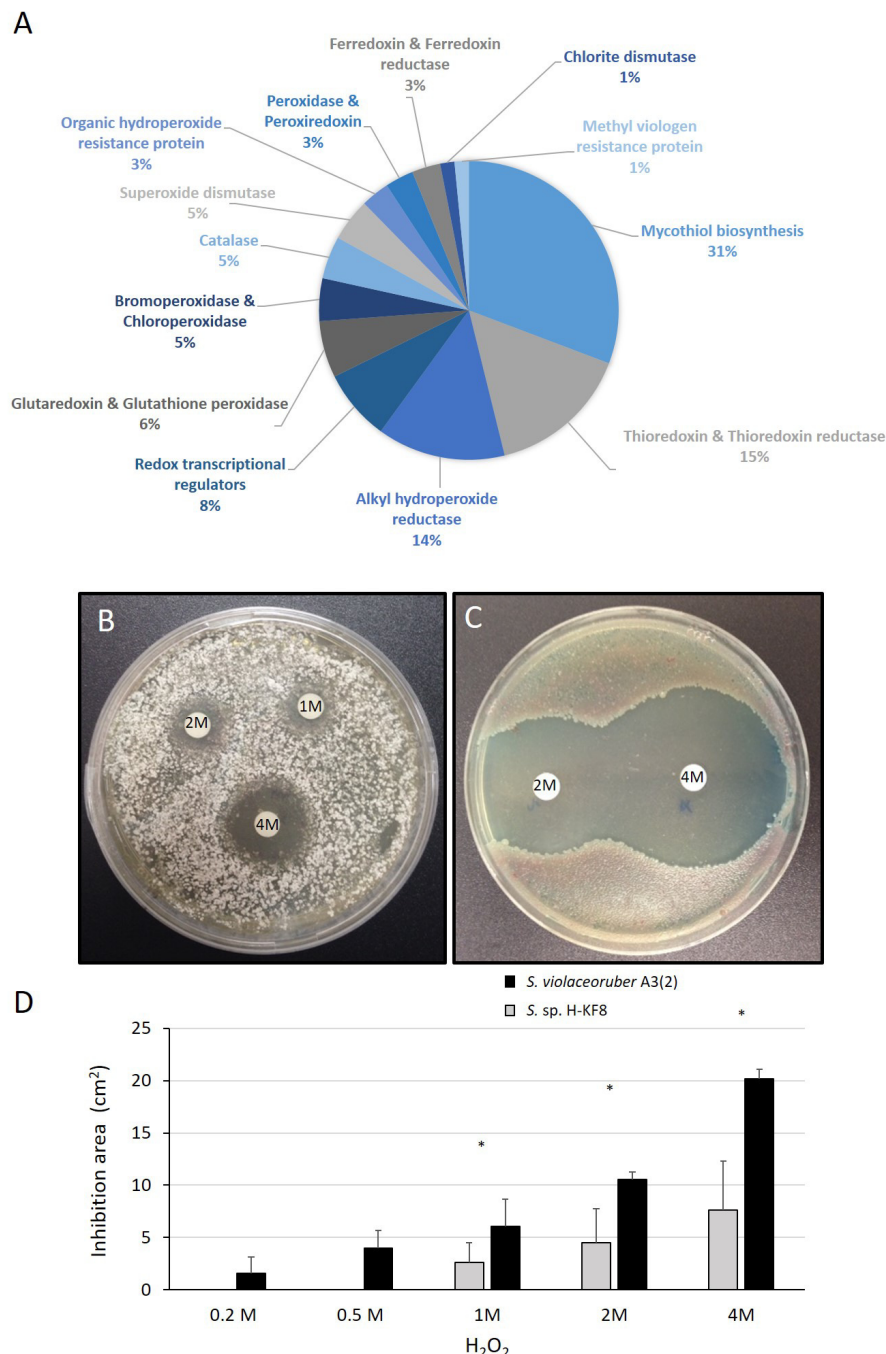 A
Ferredoxin & Ferredoxin
reductase
3%
Chlorite dismutase
1%
Peroxidase &
Peroxiredoxin
3%
Methyl viologen
resistance protein
1%
Organic hydroperoxide
resistance protein
3%
Superoxide dismutase
5%
Mycothiol biosynthesis
31%
Catalase
5%
Bromoperoxidase &
Chloroperoxidase
5%
Glutaredoxin & Glutathione peroxidase
6%
Thioredoxin & Thioredoxin reductase
15%
Redox transcriptional
regulators
8%
Alkyl hydroperoxide
reductase
14%
B
1M
2M
4M
C
2M
4M
D
S. violaceoruber A3(2)
S. sp. H-KF8
Inhibition area (cm²)
25
20
15
10
5
0
* * *
0.2 M 0.5 M 1M 2M 4M
H₂O₂